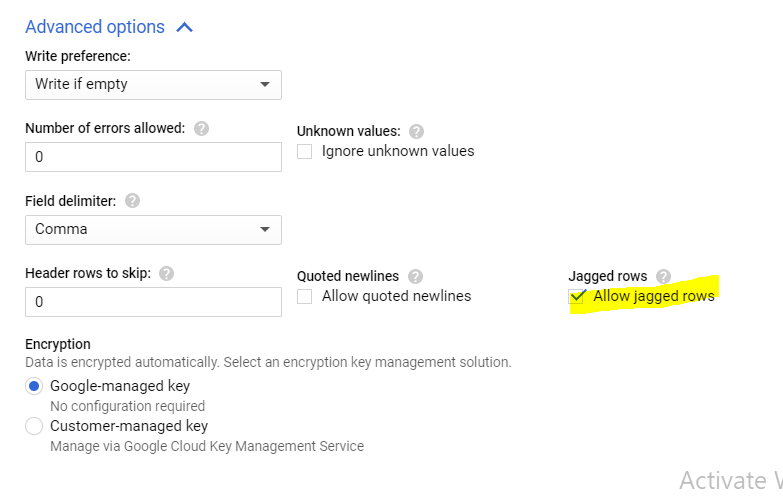 Advanced options
Write preference:
Write if empty
Number of errors allowed: ?
Unknown values: ?
0
Ignore unknown values
Field delimiter: ?
Comma
Header rows to skip: ?
Quoted newlines ?
Jagged rows ?
0
Allow quoted newlines
Allow jagged rows
Encryption
Data is encrypted automatically. Select an encryption key management solution.
Google-managed key
No configuration required
Customer-managed key
Manage via Google Cloud Key Management Service
Activate